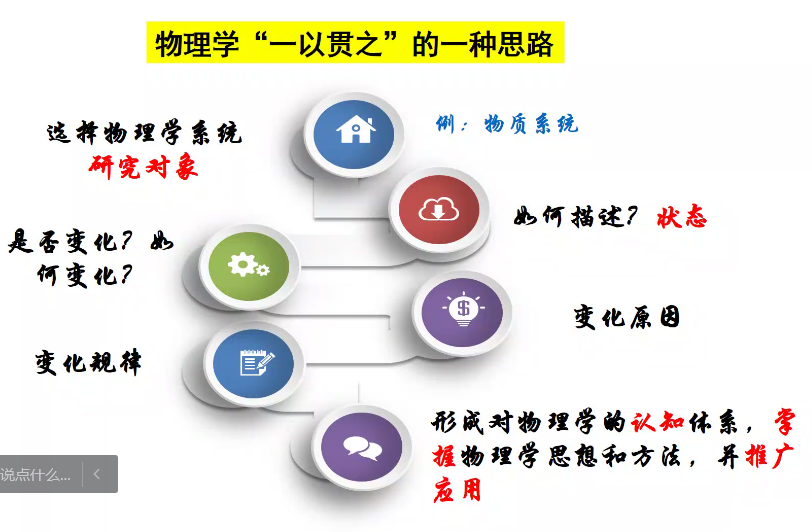 物理学“一以贯之”的一种思路
选择物理学系统
研究对象
例：物质系统
如何描述？状态
是否变化？如
何变化？
变化原因
变化规律
形成对物理学的认知体系，掌
握物理学思想和方法，并推广
应用
说点什么...